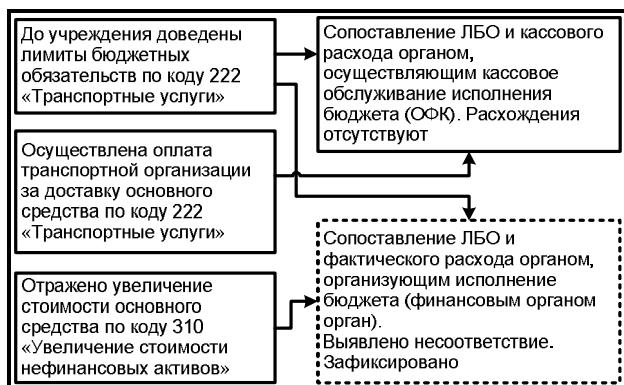 До учреждения доведены
лимиты бюджетных
обязательств по коду 222
«Транспортные услуги»
Сопоставление ЛБО и кассового
расхода органом,
осуществляющим кассовое
обслуживание исполнения
бюджета (ОФК). Расхождения
отсутствуют
Осуществлена оплата
транспортной организации
за доставку основного
средства по коду 222
«Транспортные услуги»
Сопоставление ЛБО и
фактического расхода органом,
организующим исполнение
бюджета (финансовым органом
орган).
Выявлено несоответствие.
Зафиксировано
Отражено увеличение
стоимости основного
средства по коду 310
«Увеличение стоимости
нефинансовых активов»